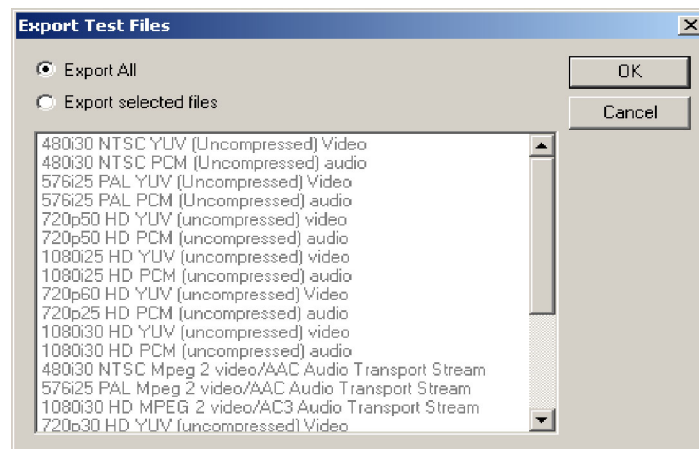 Export Test Files
Export All
OK
Export selected files
Cancel
480i30 NTSC YUV (Uncompressed) Video
480i30 NTSC PCM (Uncompressed) audio
576i25 PAL YUV (Uncompressed) Video
576i25 PAL PCM (Uncompressed) Audio
720p50 HD YUV (uncompressed) video
720p50 HD PCM (uncompressed) audio
1080i25 HD YUV (uncompressed) video
1080i25 HD PCM (uncompressed) audio
720p60 HD YUV (uncompressed) Video
720p25 HD PCM (uncompressed) audio
1080i30 HD YUV (uncompressed) video
1080i30 HD PCM (uncompressed) audio
480i30 NTSC Mpeg 2 video/AAC Audio Transport Stream
576i25 PAL Mpeg 2 video/AAC Audio Transport Stream
1080i30 HD MPEG 2 video/AC3 Audio Transport Stream
720p30 HD YUV (uncompressed) Video